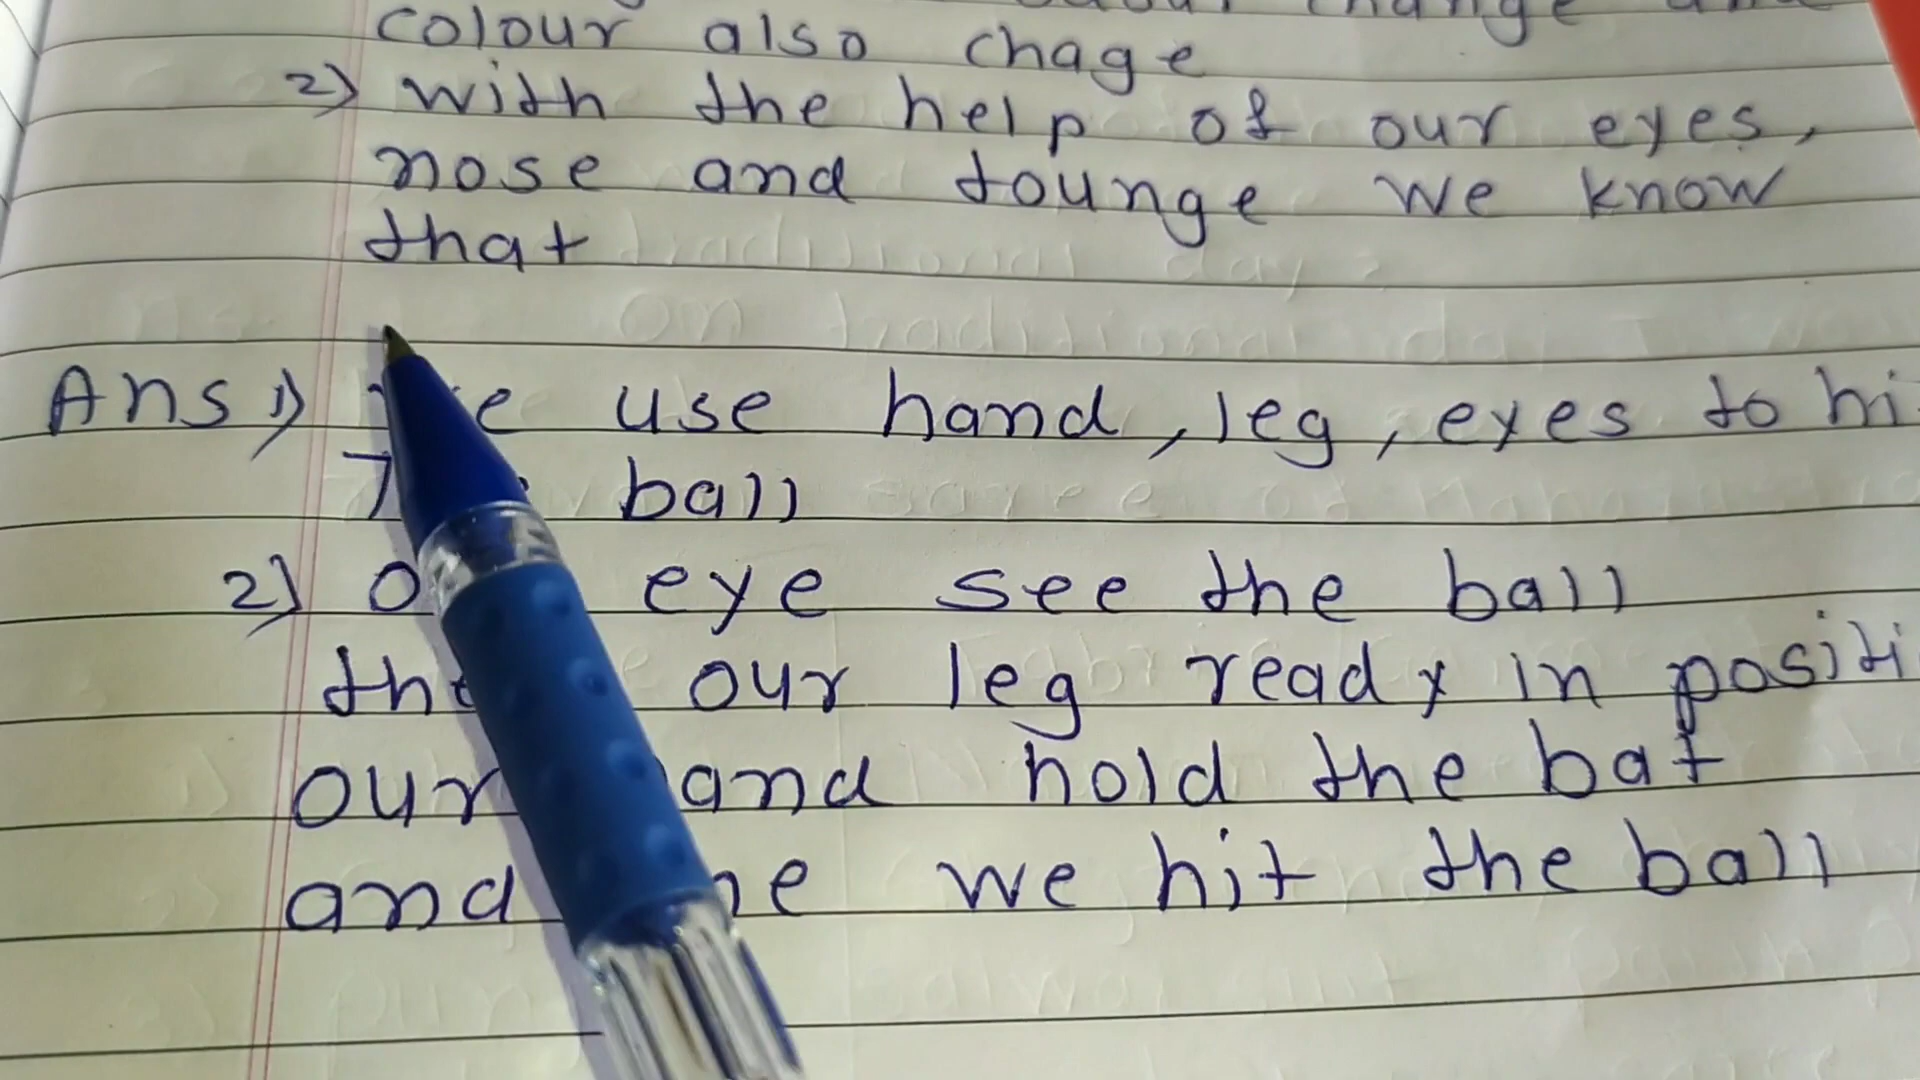 colour also chage
2) with the help of our eyes,
nose and tounge we know
that
Ans 1) use hand, leg, eyes to
ball
2) eye see the ball
our leg ready in
our hold the bat
and we hit the ball